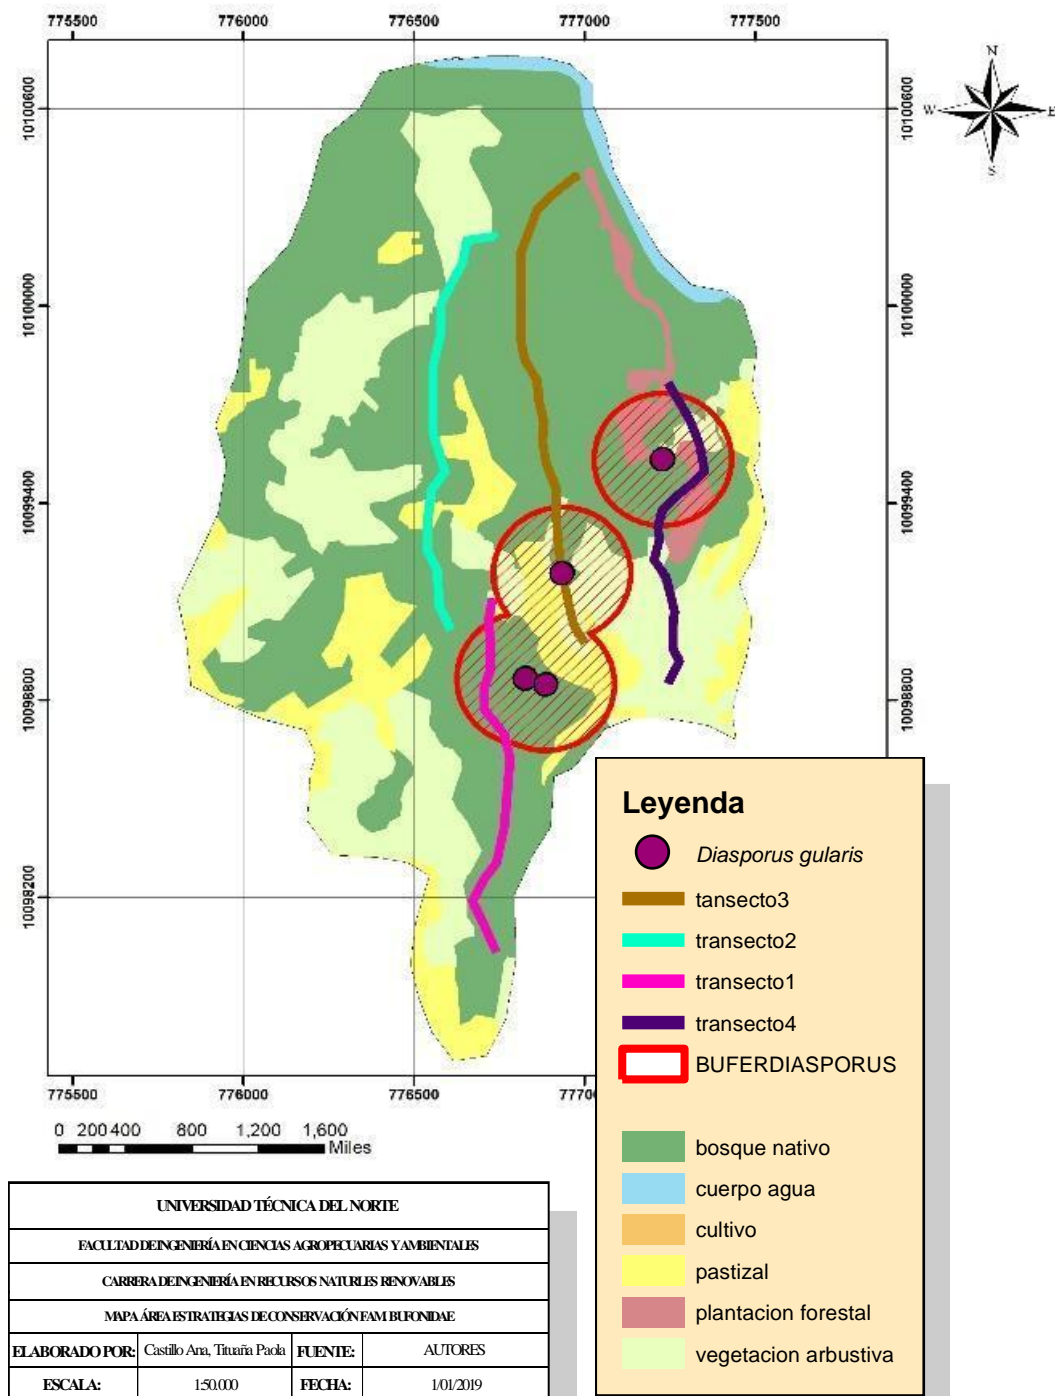 775500 776000 776500 777000 777500
N
W E
S
10100600 10100600
10100000 10100000
10099400 10099400
10098800 10098800
10098200
775500 776000 776500
0 200 400 800 1,200 1,600
Miles
Leyenda
Diasporus gularis
tansecto3
transecto2
transecto1
transecto4
BUFERDIASPORUS
bosque nativo
cuerpo agua
cultivo
pastizal
plantacion forestal
vegetacion arbustiva
UNIVERSIDAD TÉCNICA DEL NORTE
FACULTAD DE INGENIERÍA EN CIENCIAS AGROPECUARIAS Y AMBIENTALES
CARRERA DE INGENIERÍA EN RECURSOS NATURLES RENOVABLES
MAPA ÁREA ESTRATEGIAS DE CONSERVACIÓN FAM. BUFONIDAE
ELABORADO POR: Castillo Ana, Tituaña Paola FUENTE: AUTORES
ESCALA: 1:50.000 FECHA: 1/01/2019